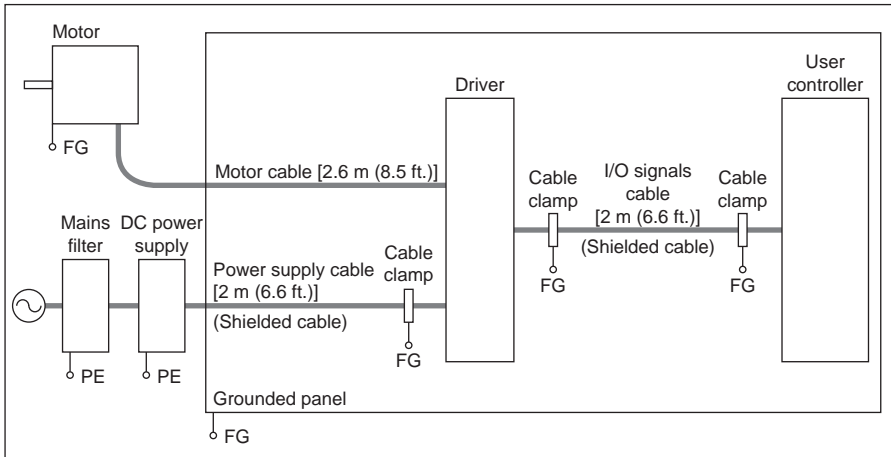 Motor
FG
Motor cable [2.6 m (8.5 ft.)]
Mains
filter
DC power
supply
PE
PE
Power supply cable
[2 m (6.6 ft.)]
(Shielded cable)
Cable
clamp
FG
Driver
Cable
clamp
FG
I/O signals
cable
[2 m (6.6 ft.)]
(Shielded cable)
Cable
clamp
FG
User
controller
Grounded panel
FG